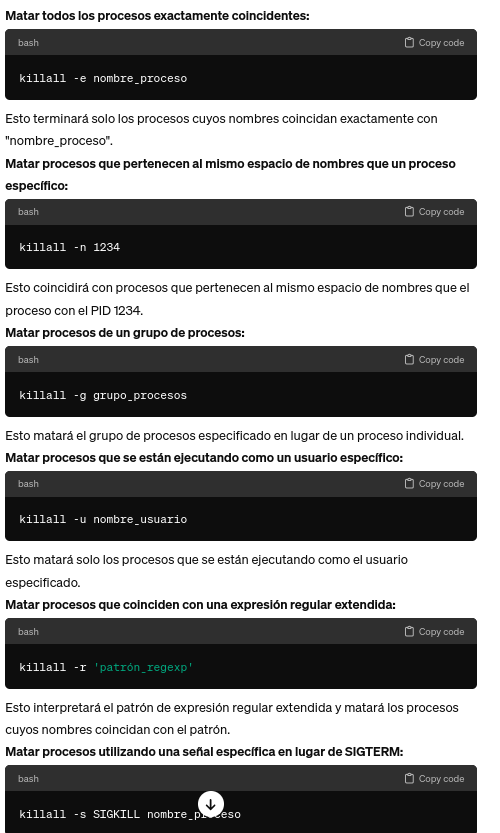 Matar todos los procesos exactamente coincidentes:
bash Copy code
killall -e nombre_proceso
Esto terminará solo los procesos cuyos nombres coincidan exactamente con
"nombre_proceso".
Matar procesos que pertenecen al mismo espacio de nombres que un proceso
específico:
bash Copy code
killall -n 1234
Esto coincidirá con procesos que pertenecen al mismo espacio de nombres que el
proceso con el PID 1234.
Matar procesos de un grupo de procesos:
bash Copy code
killall -g grupo_procesos
Esto matará el grupo de procesos especificado en lugar de un proceso individual.
Matar procesos que se están ejecutando como un usuario específico:
bash Copy code
killall -u nombre_usuario
Esto matará solo los procesos que se están ejecutando como el usuario
especificado.
Matar procesos que coinciden con una expresión regular extendida:
bash Copy code
killall -r 'patrón_regexp'
Esto interpretará el patrón de expresión regular extendida y matará los procesos
cuyos nombres coincidan con el patrón.
Matar procesos utilizando una señal específica en lugar de SIGTERM:
bash Copy code
killall -s SIGKILL nombre_proceso